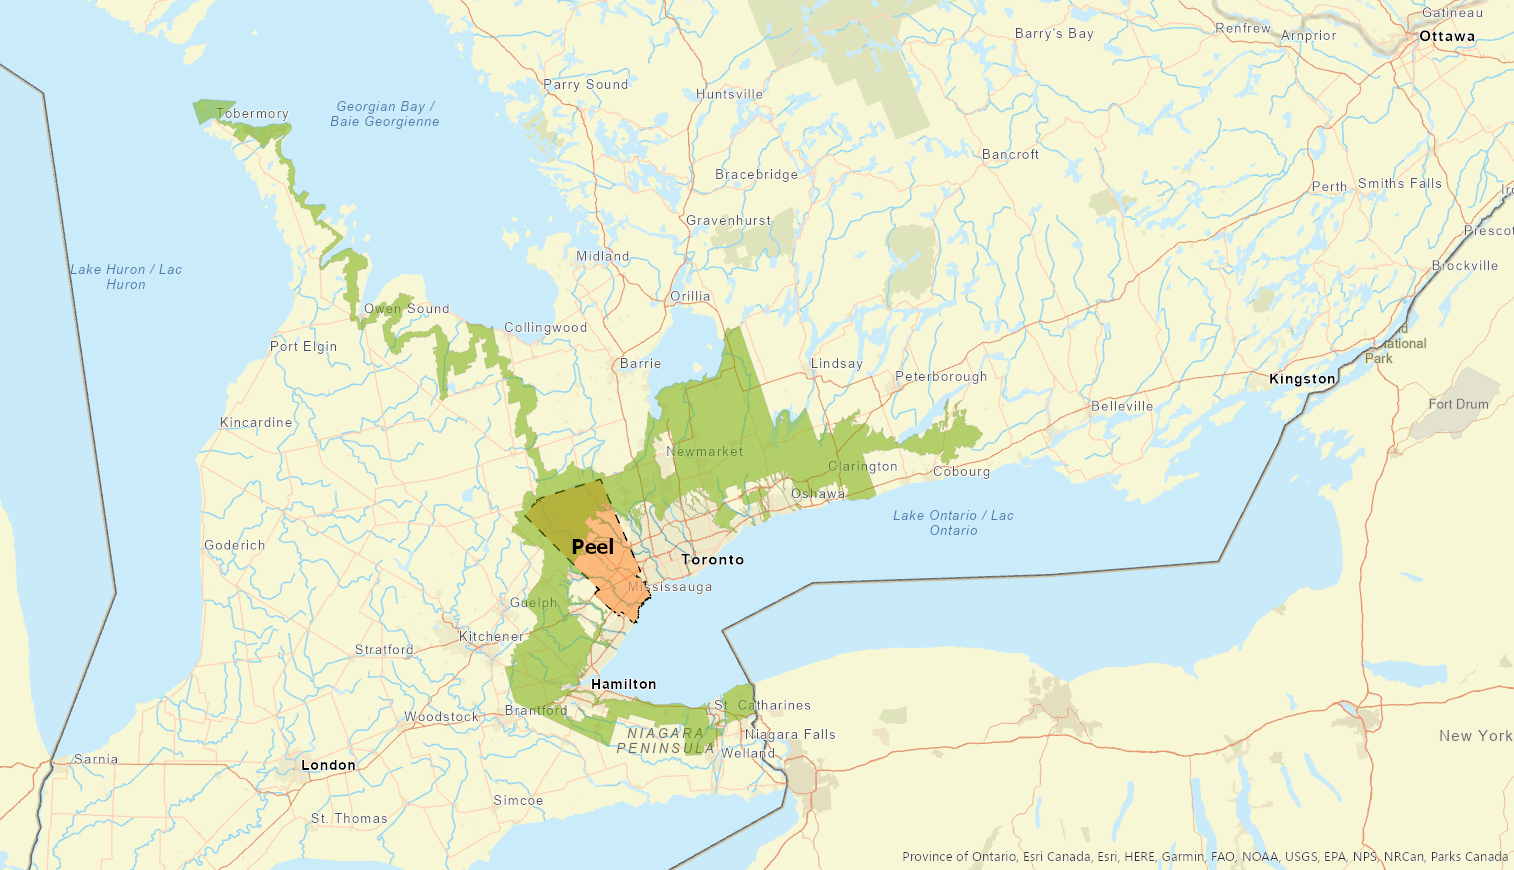 Gatineau
Renfrew
Arnprior
Ottawa
Barry's Bay
Parry Sound
Huntsville
Georgian Bay /
Baie Georgienne
Tobermory
Bancroft
Bracebridge
Perth
Smiths Falls
Gravenhurst
Prescot
Midland
Brockville
Lake Huron / Lac
Huron
Orillia
Owen Sound
Collingwood
Port Elgin
National
Park
Barrie
Lindsay
Peterborough
Kingston
Belleville
Fort Drum
Kincardine
Newmarket
Clarington
Cobourg
Oshawa
Lake Ontario / Lac
Ontario
Goderich
Peel
Toronto
Mississauga
Guelph
Kitchener
Stratford
Hamilton
Brantford
St. Catharines
Woodstock
NIAGARA
PENINSULA
Niagara Falls
Welland
New York
Sarnia
London
Simcoe
St. Thomas
Province of Ontario, Esri Canada, Esri, HERE, Garmin, FAO, NOAA, USGS, EPA, NPS, NRCan, Parks Canada